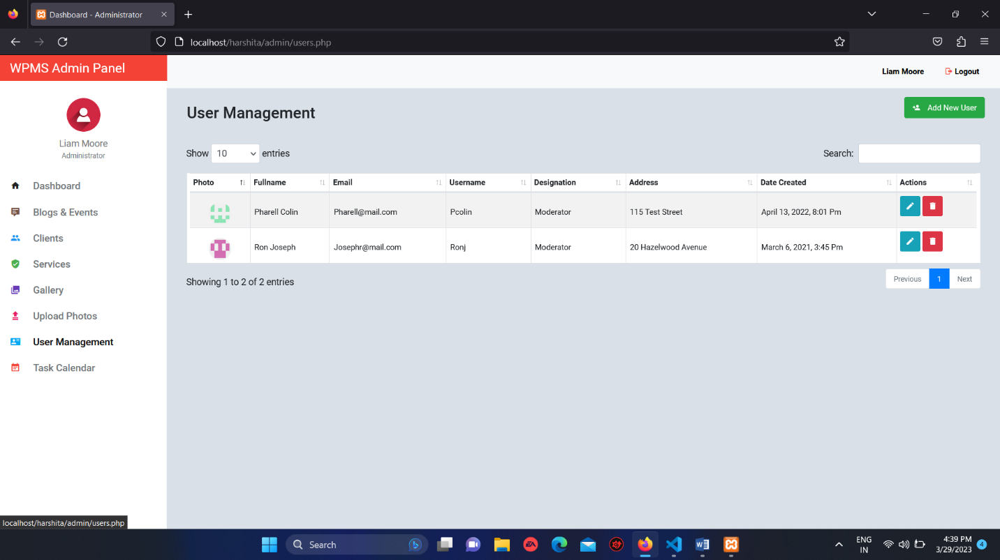 Dashboard - Administrator
localhost/harshita/admin/users.php
WPMS Admin Panel
Liam Moore
Logout
Liam Moore
Administrator
Dashboard
Blogs & Events
Clients
Services
Gallery
Upload Photos
User Management
Task Calendar
User Management
Add New User
Show 10 entries
Search:
Photo Fullname Email Username Designation Address Date Created Actions
Pharell Colin Pharell@mail.com Pcolin Moderator 115 Test Street April 13, 2022, 8:01 Pm
Ron Joseph Josephr@mail.com Ronj Moderator 20 Hazelwood Avenue March 6, 2021, 3:45 Pm
Showing 1 to 2 of 2 entries
Previous 1 Next
localhost/harshita/admin/users.php
Search
EA
W
ENG
IN
4:39 PM
3/29/2023
4